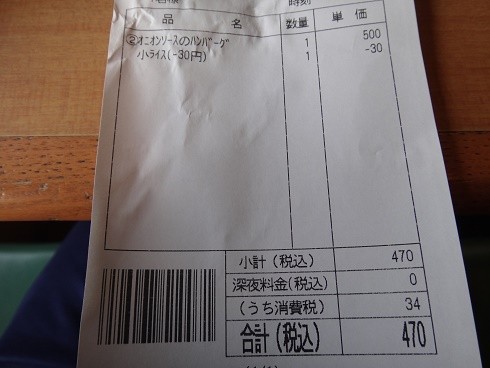 時刻
品 名 数量 単価
②オニオンソースのハンバーグ 1 500
小ライス(-30円) 1 -30
小計(税込) 470
深夜料金(税込) 0
(うち消費税) 34
合計(税込) 470